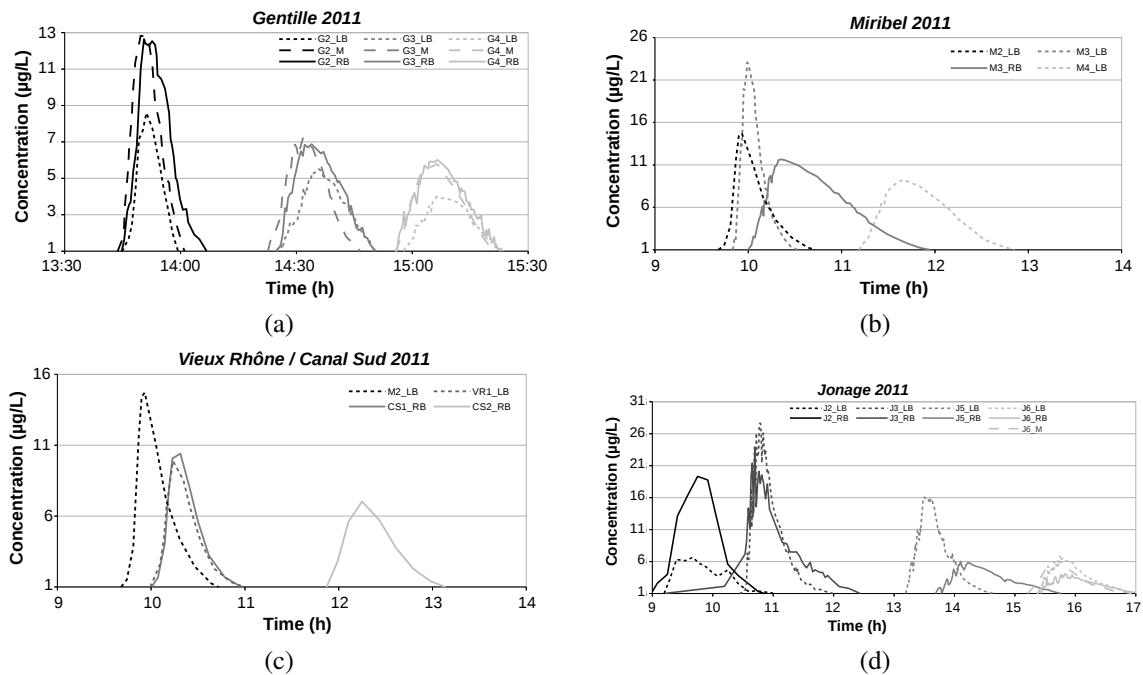 Gentille 2011
Concentration (µg/L)
13
11
9
7
5
3
1
G2_LB G3_LB G4_LB
G2_M G3_M G4_M
G2_RB G3_RB G4_RB
13:30 14:00 14:30 15:00 15:30
Time (h)
(a)
Miribel 2011
Concentration (µg/L)
26
21
16
11
6
1
M2_LB M3_LB
M3_RB M4_LB
9 10 11 12 13 14
Time (h)
(b)
Vieux Rhône / Canal Sud 2011
Concentration (µg/L)
16
11
6
1
M2_LB VR1_LB
CS1_RB CS2_RB
9 10 11 12 13 14
Time (h)
(c)
Jonage 2011
Concentration (µg/L)
31
26
21
16
11
6
1
J2_LB J3_LB J5_LB J6_LB
J2_RB J3_RB J5_RB J6_RB
J6_M
9 10 11 12 13 14 15 16 17
Time (h)
(d)